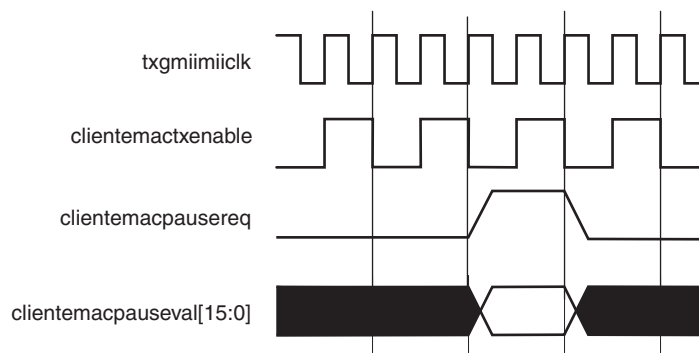 txgmiimiiclk
clientemactxenable
clientemacpausereq
clientemacpauseval[15:0]